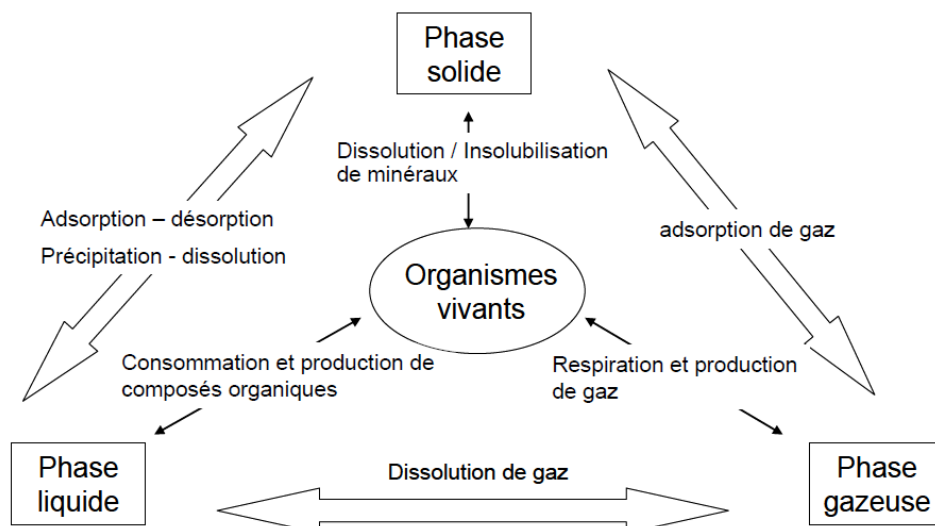 Phase
solide
Dissolution / Insolubilisation
de minéraux
Adsorption – désorption
Précipitation - dissolution
adsorption de gaz
Organismes
vivants
Consommation et production de
composés organiques
Respiration et production
de gaz
Phase
liquide
Dissolution de gaz
Phase
gazeuse